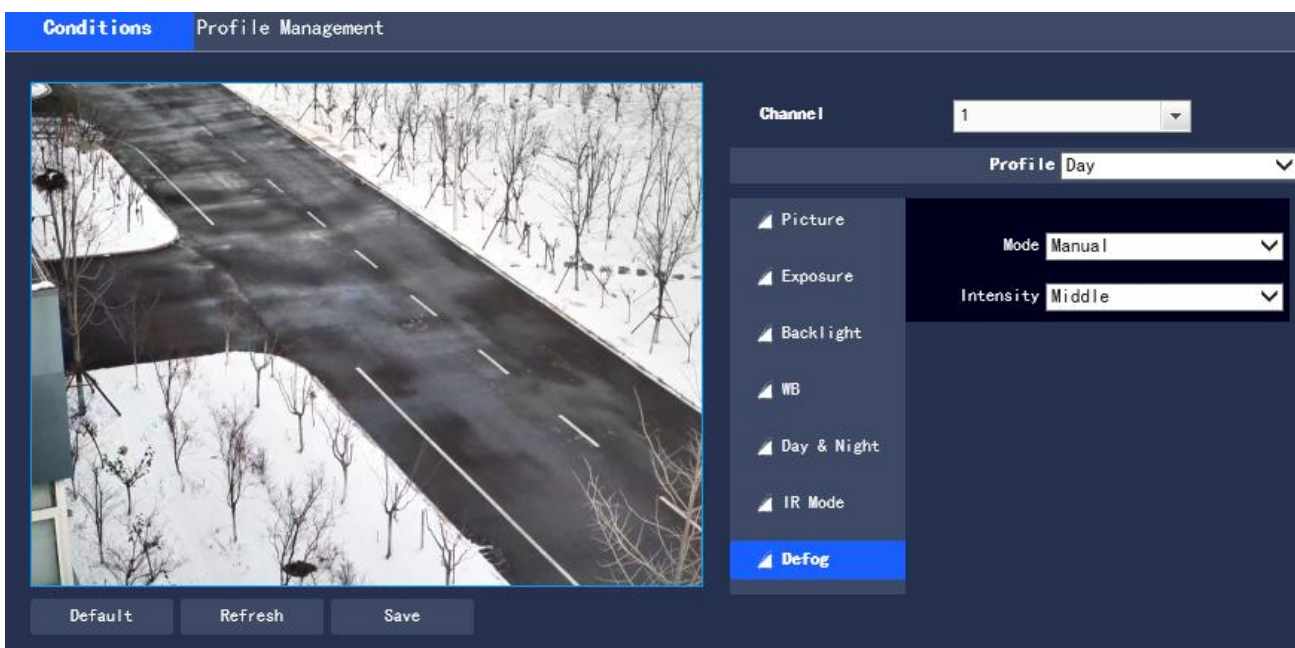 Conditions Profile Management
Channel 1
Profile Day
Picture
Mode Manual
Exposure
Intensity Middle
Backlight
WB
Day & Night
IR Mode
Defog
Default Refresh Save